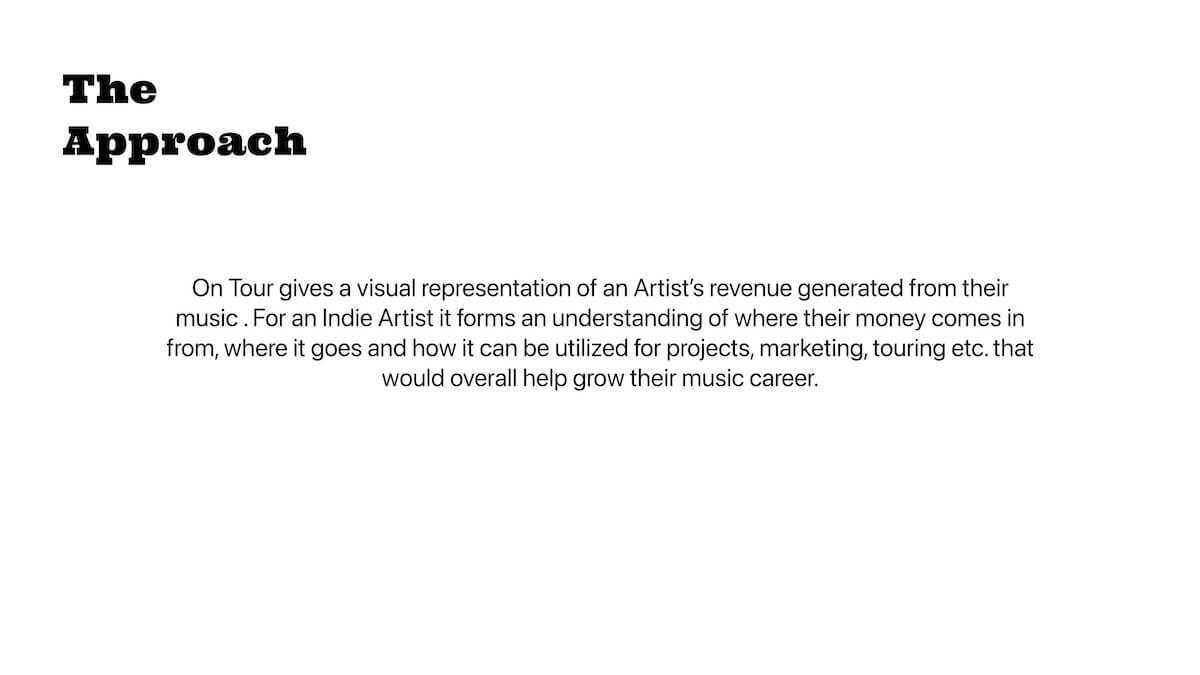 The
Approach
On Tour gives a visual representation of an Artist’s revenue generated from their
music . For an Indie Artist it forms an understanding of where their money comes in
from, where it goes and how it can be utilized for projects, marketing, touring etc. that
would overall help grow their music career.